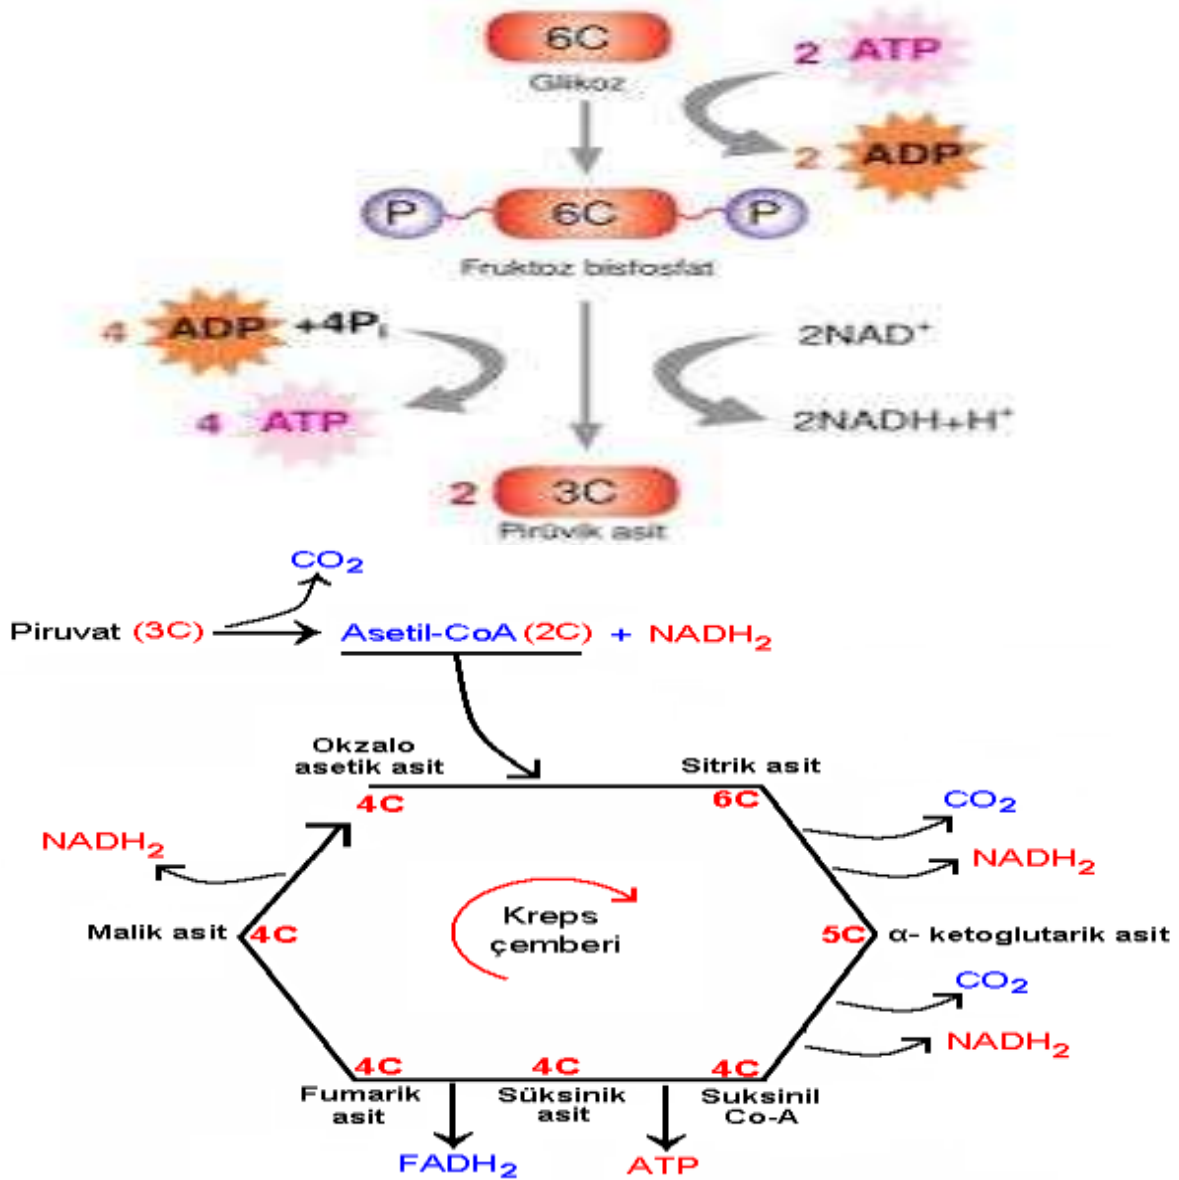 6C
Glikoz
2 ATP
2 ADP
P 6C P
Fruktoz bisfosfat
4 ADP +4Pi
4 ATP
2NAD+
2NADH+H+
2 3C
Pirüvik asit
CO2
Piruvat (3C)
Asetil-CoA (2C) + NADH2
Okzalo
asetik asit
4C
Sitrik asit
6C
CO2
NADH2
NADH2
Kreps
çemberi
Malik asit 4C
5C α- ketoglutarik asit
CO2
NADH2
4C
Fumarik
asit
4C
Süksinik
asit
4C
Suksinil
Co-A
FADH2
ATP